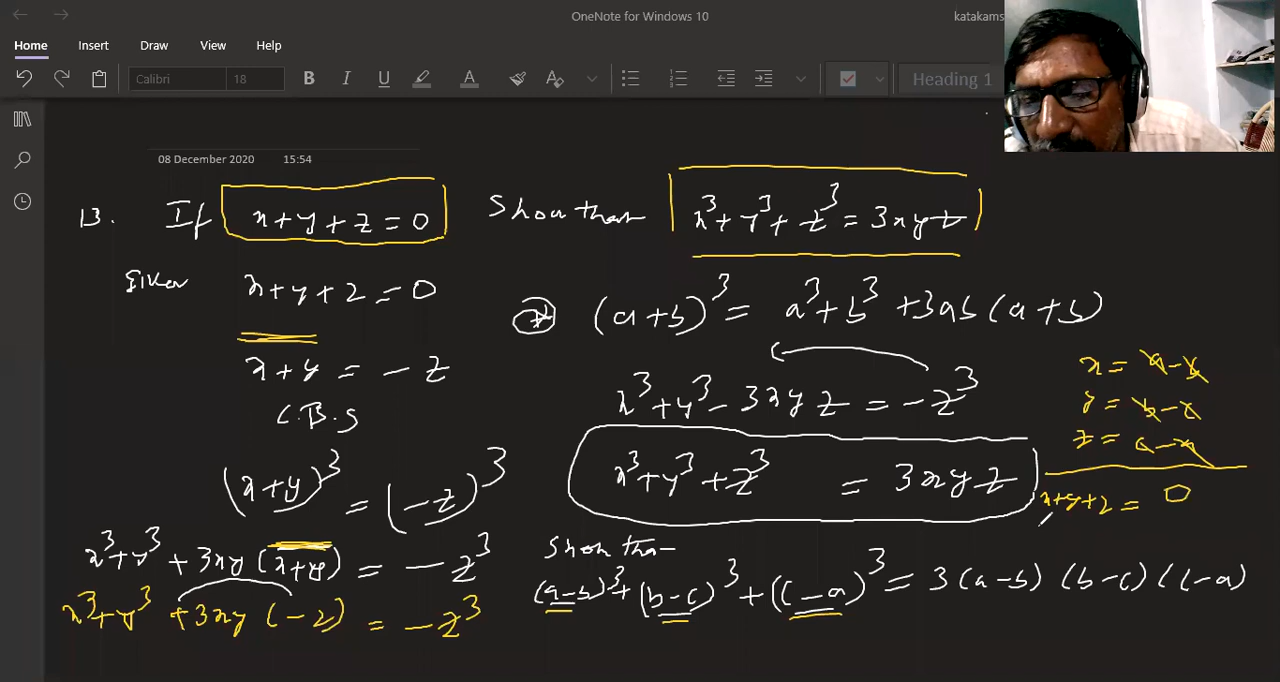 OneNote for Windows 10
katakams
Home Insert Draw View Help
Calibri 18 B I U A Heading 1
08 December 2020 15:54
13. If x+y+z=0 Show that x³+y³+z³=3xyz
Given x+y+z=0
(a+b)³= a³+b³+3ab(a+b)
x+y = -z
C.B.S
(x+y)³ = (-z)³
x³+y³+3xy(x+y) = -z³
x³+y³+3xy(-z) = -z³
x³+y³-3xyz = -z³
x³+y³+z³ = 3xyz
x= a-b
y= b-c
z= c-a
x+y+z = 0
Show tha
(a-b)³+(b-c)³+(c-a)³=3(a-b)(b-c)(c-a)